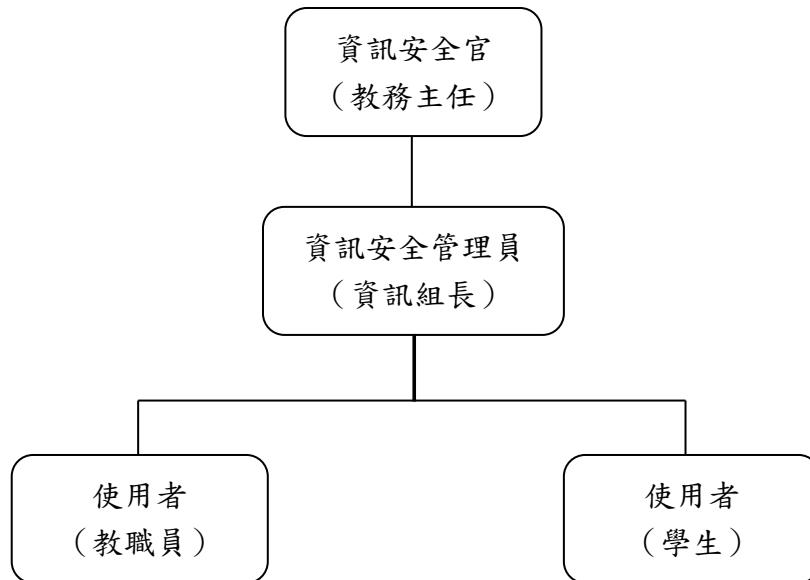 資訊安全官
（教務主任）
資訊安全管理員
（資訊組長）
使用者
（教職員）
使用者
（學生）